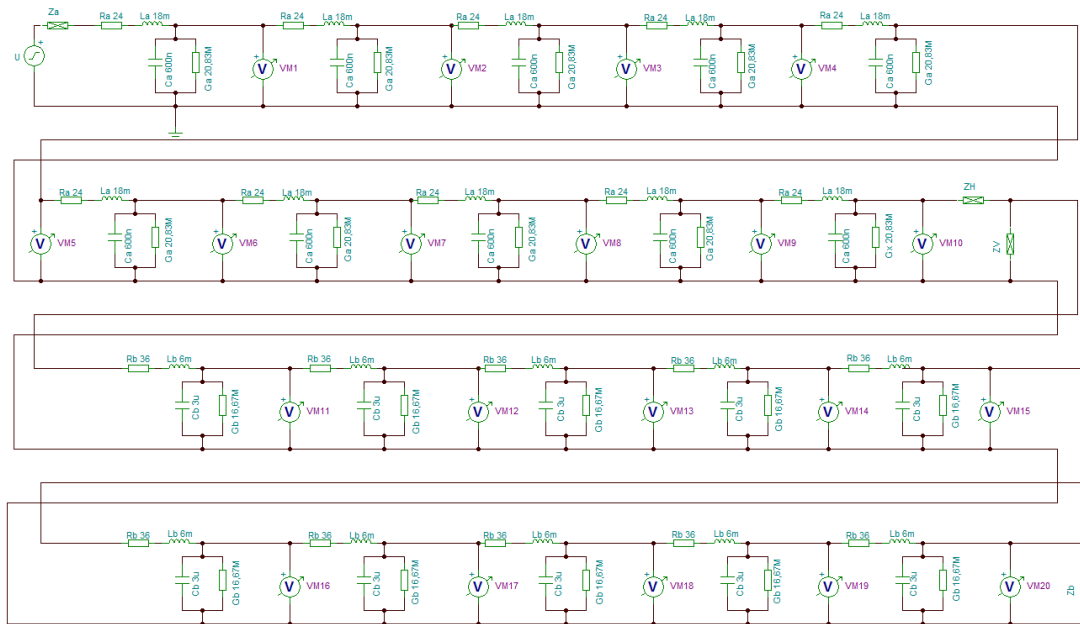 Za Ra 24 La 18m Ra 24 La 18m Ra 24 La 18m Ra 24 La 18m Ra 24 La 18m
U + Ca 600n Ga 20,83M + VM1 Ca 600n Ga 20,83M + VM2 Ca 600n Ga 20,83M + VM3 Ca 600n Ga 20,83M + VM4 Ca 600n Ga 20,83M
Ra 24 La 18m Ra 24 La 18m Ra 24 La 18m Ra 24 La 18m Ra 24 La 18m ZH
+ VM5 Ca 600n Ga 20,83M + VM6 Ca 600n Ga 20,83M + VM7 Ca 600n Ga 20,83M + VM8 Ca 600n Ga 20,83M + VM9 Ca 600n Gx 20,83M + VM10 ZV
Rb 36 Lb 6m Rb 36 Lb 6m Rb 36 Lb 6m Rb 36 Lb 6m Rb 36 Lb 6m
Cb 3u Gb 16,67M + VM11 Cb 3u Gb 16,67M + VM12 Cb 3u Gb 16,67M + VM13 Cb 3u Gb 16,67M + VM14 Cb 3u Gb 16,67M + VM15
Rb 36 Lb 6m Rb 36 Lb 6m Rb 36 Lb 6m Rb 36 Lb 6m Rb 36 Lb 6m
Cb 3u Gb 16,67M + VM16 Cb 3u Gb 16,67M + VM17 Cb 3u Gb 16,67M + VM18 Cb 3u Gb 16,67M + VM19 Cb 3u Gb 16,67M + VM20 Zb